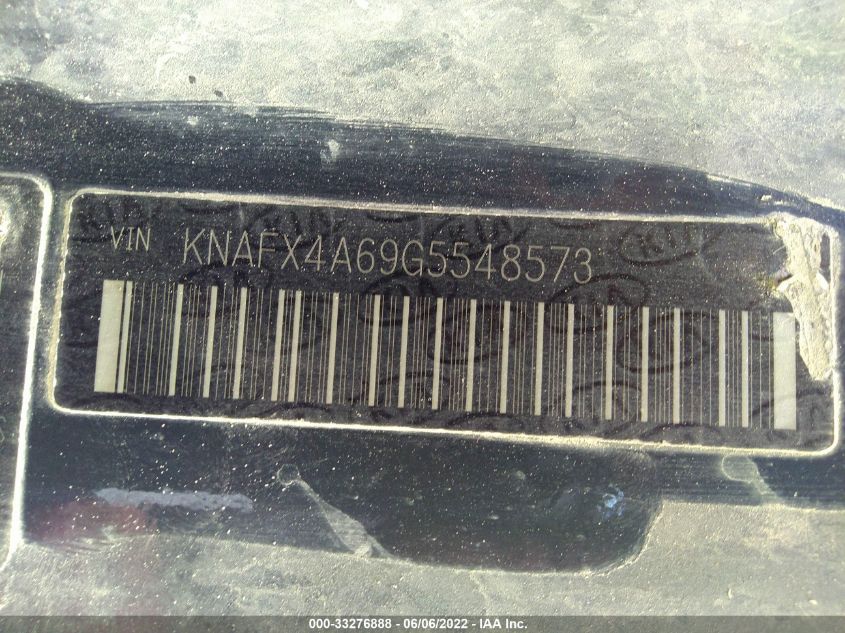 VIN KNAFX4A69G5548573
000-33276888 - 06/06/2022 - IAA Inc.